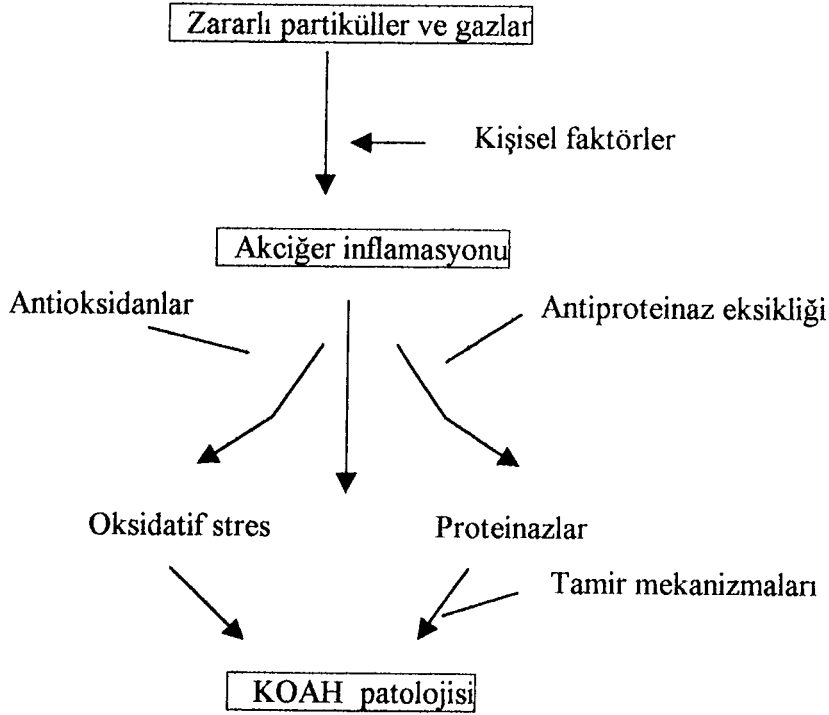 Zararlı partiküller ve gazlar
Kişisel faktörler
Akciğer inflamasyonu
Antioksidanlar
Antiproteinaz eksikliği
Oksidatif stres
Proteinazlar
Tamir mekanizmaları
KOAH patolojisi